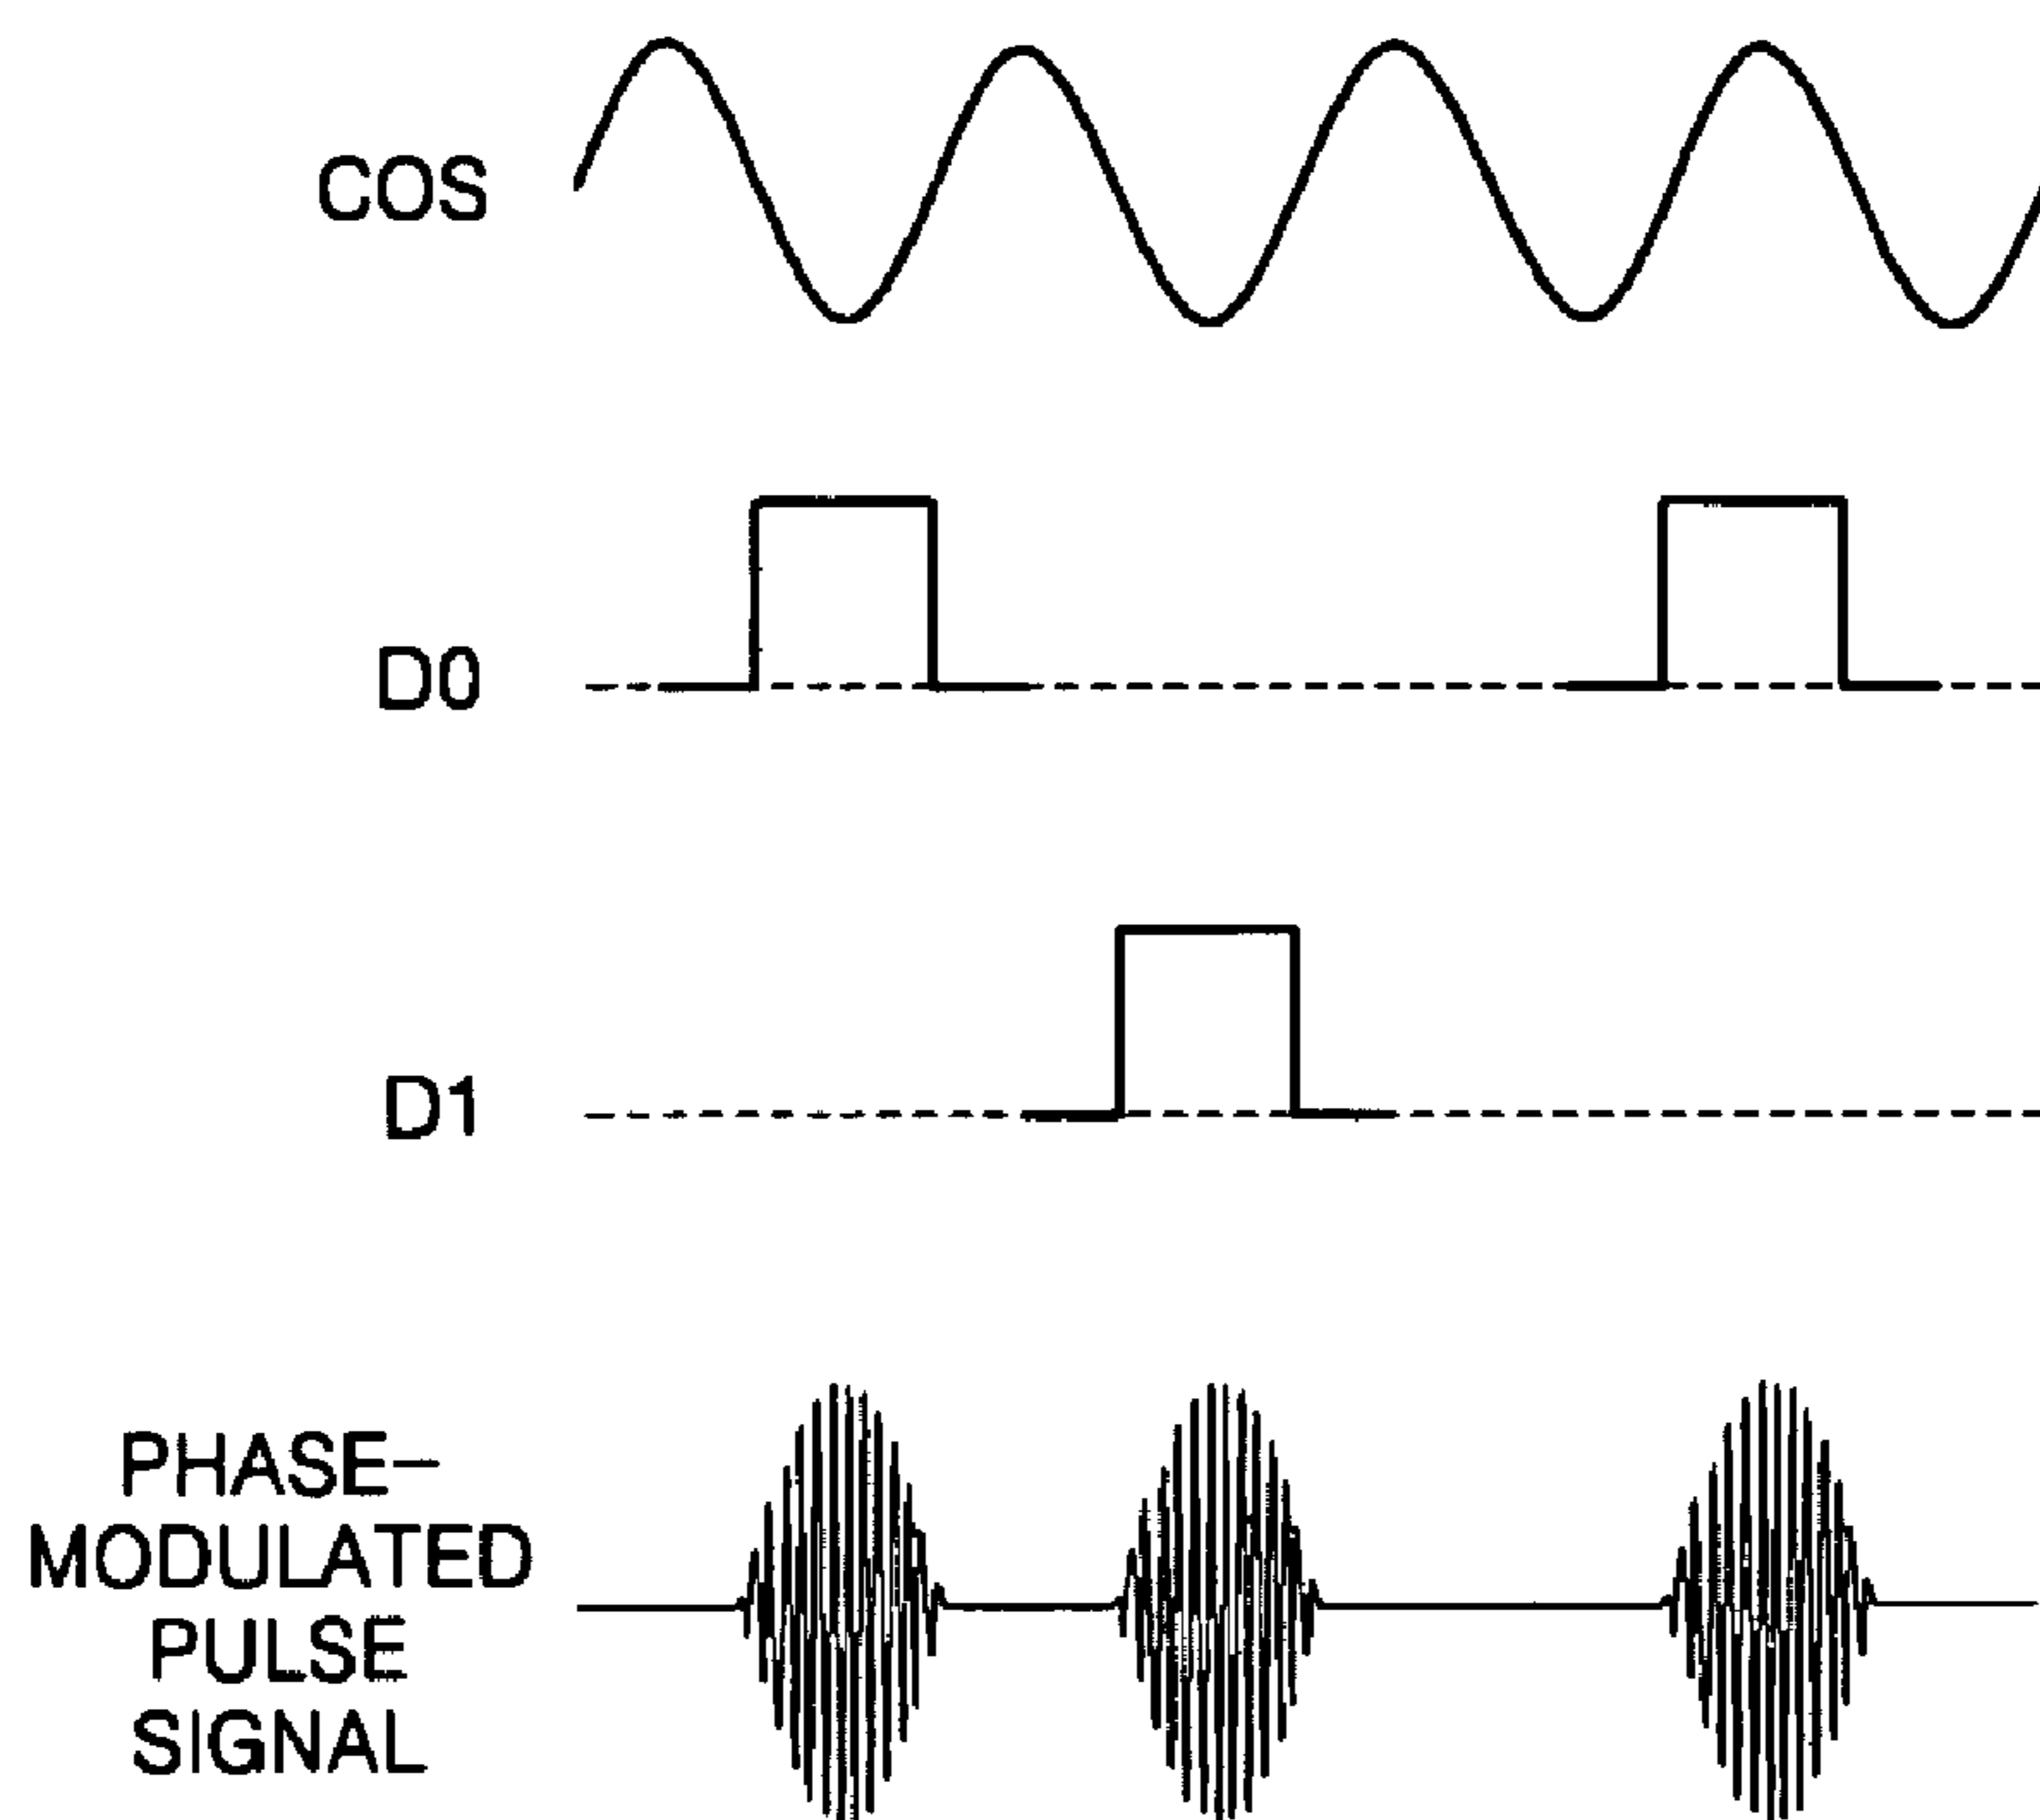 COS
D0
D1
PHASE–
MODULATED
PULSE
SIGNAL